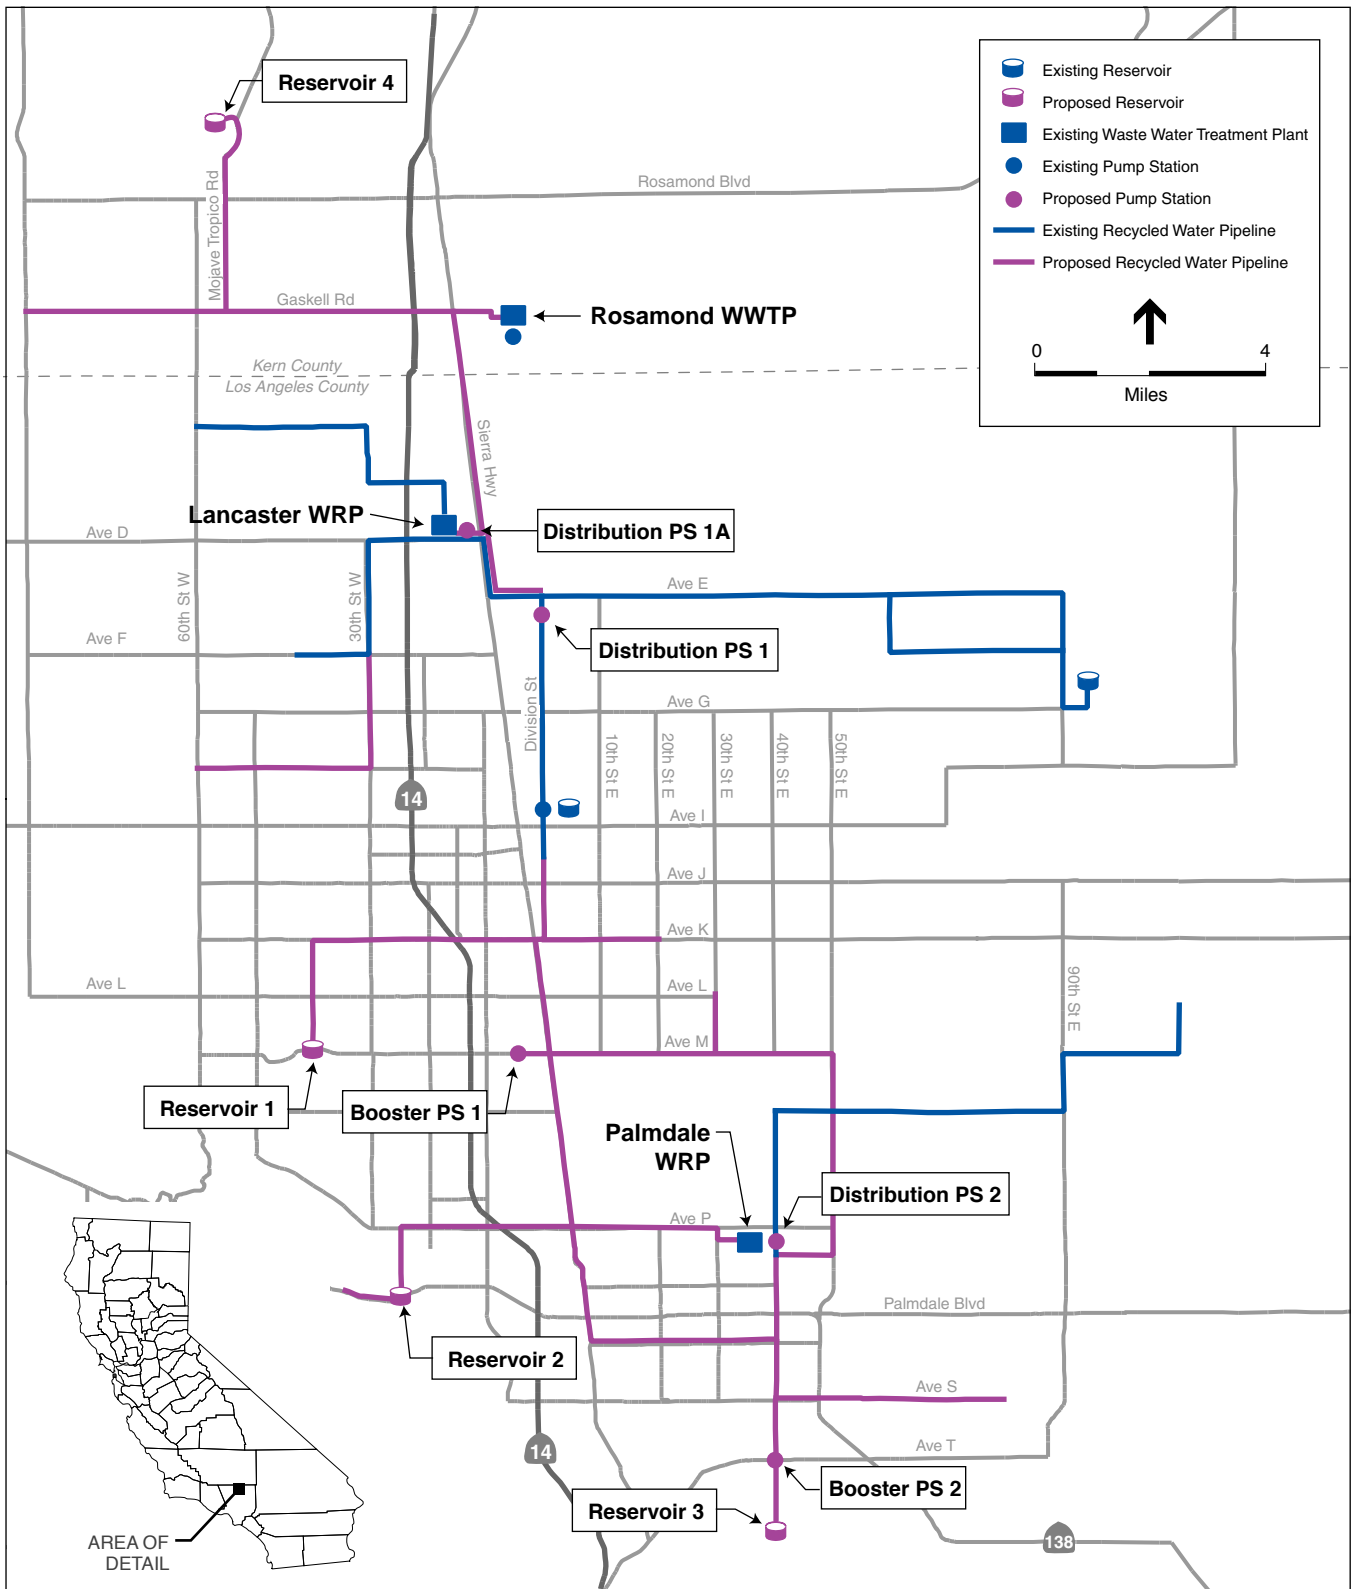 Reservoir 4
Existing Reservoir
Proposed Reservoir
Existing Waste Water Treatment Plant
Existing Pump Station
Proposed Pump Station
Existing Recycled Water Pipeline
Proposed Recycled Water Pipeline
0
4
Miles
Rosamond Blvd
Mojave Tropico Rd
Gaskell Rd
Rosamond WWTP
Kern County
Los Angeles County
Sierra Hwy
Lancaster WRP
Distribution PS 1A
Ave D
Ave E
60th St W
30th St W
Ave F
Distribution PS 1
Division St
Ave G
10th St E
20th St E
30th St E
40th St E
50th St E
14
Ave I
Ave J
Ave K
Ave L
Ave L
90th St E
Ave M
Reservoir 1
Booster PS 1
Palmdale
WRP
Distribution PS 2
Ave P
Palmdale Blvd
Reservoir 2
Ave S
14
Ave T
Booster PS 2
Reservoir 3
138
AREA OF
DETAIL